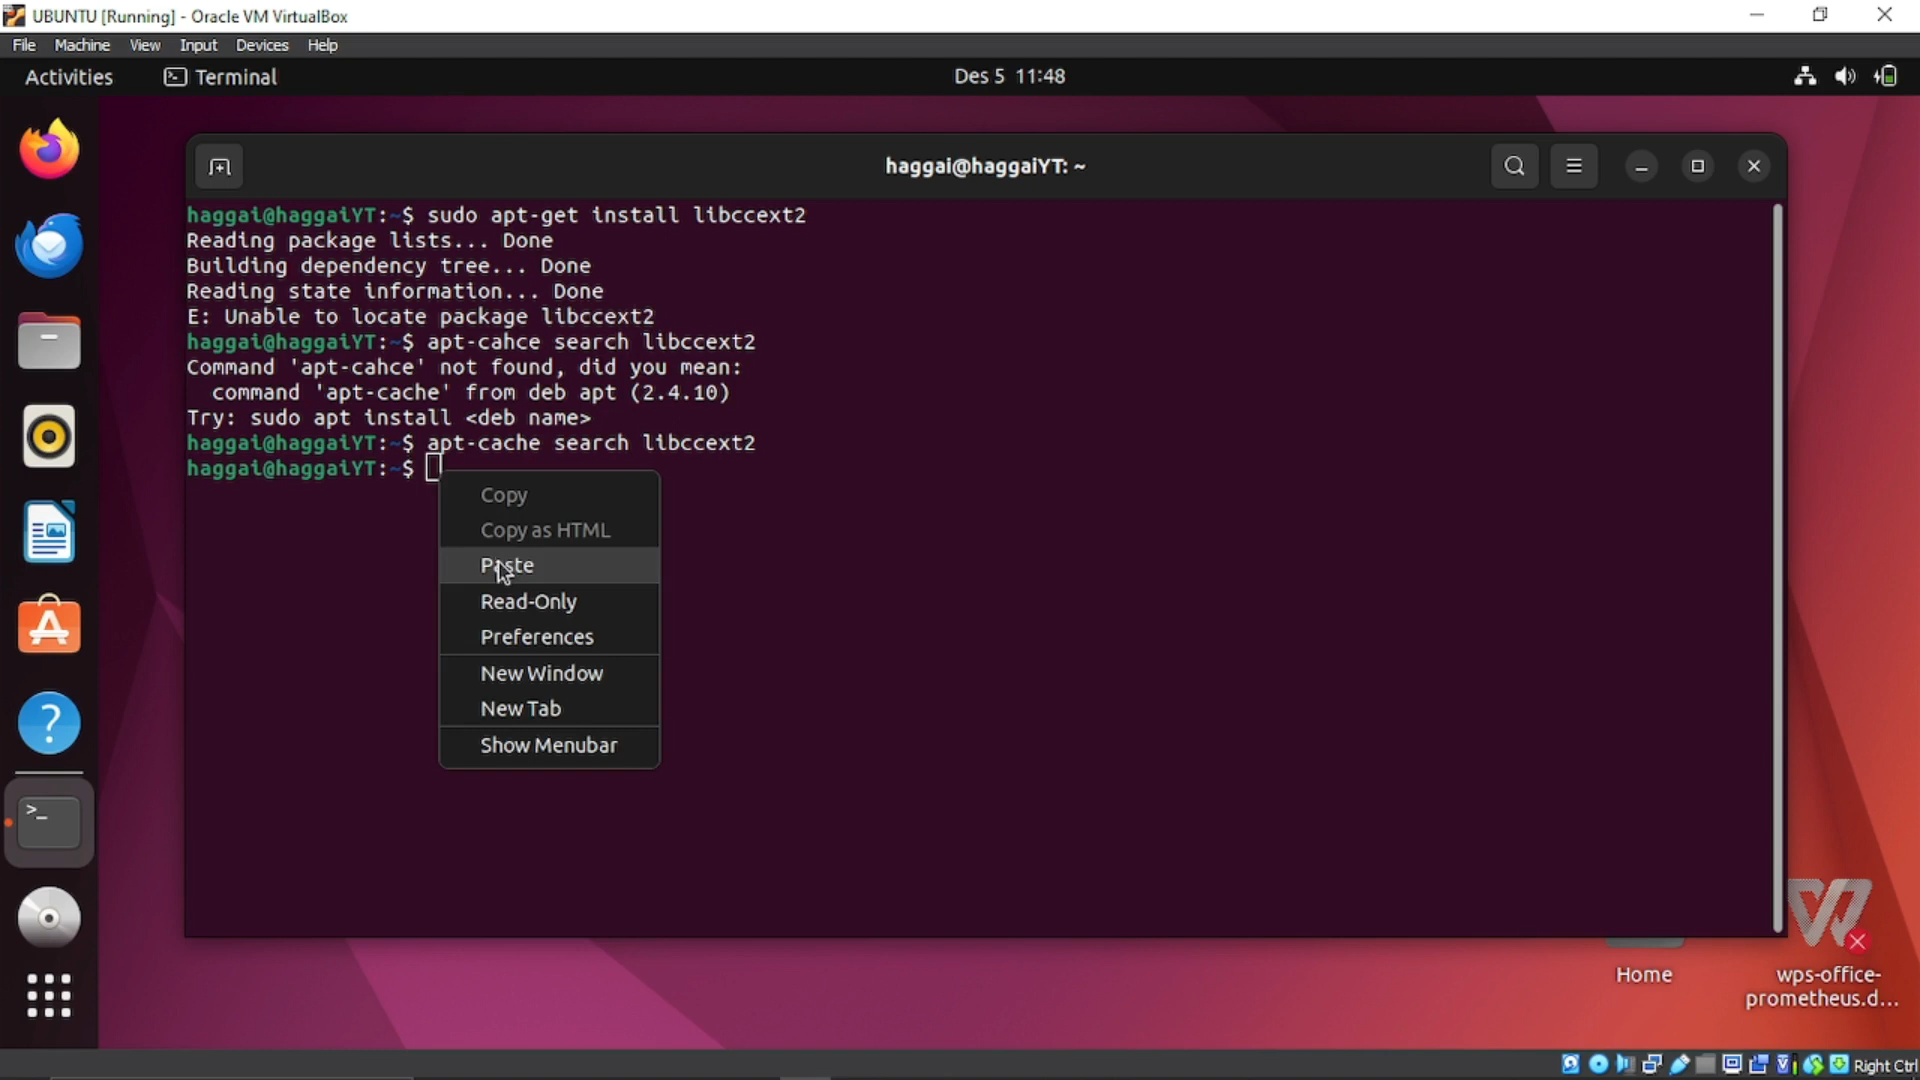 UBUNTU [Running] - Oracle VM VirtualBox
File Machine View Input Devices Help
Activities Terminal Des 5 11:48
haggai@haggaiYT: ~
haggai@haggaiYT:~$ sudo apt-get install libccext2
Reading package lists... Done
Building dependency tree... Done
Reading state information... Done
E: Unable to locate package libccext2
haggai@haggaiYT:~$ apt-cahce search libccext2
Command 'apt-cahce' not found, did you mean:
command 'apt-cache' from deb apt (2.4.10)
Try: sudo apt install <deb name>
haggai@haggaiYT:~$ apt-cache search libccext2
haggai@haggaiYT:~$
Copy
Copy as HTML
Paste
Read-Only
Preferences
New Window
New Tab
Show Menubar
Home
wps-office-
prometheus.d...
Right Ctrl